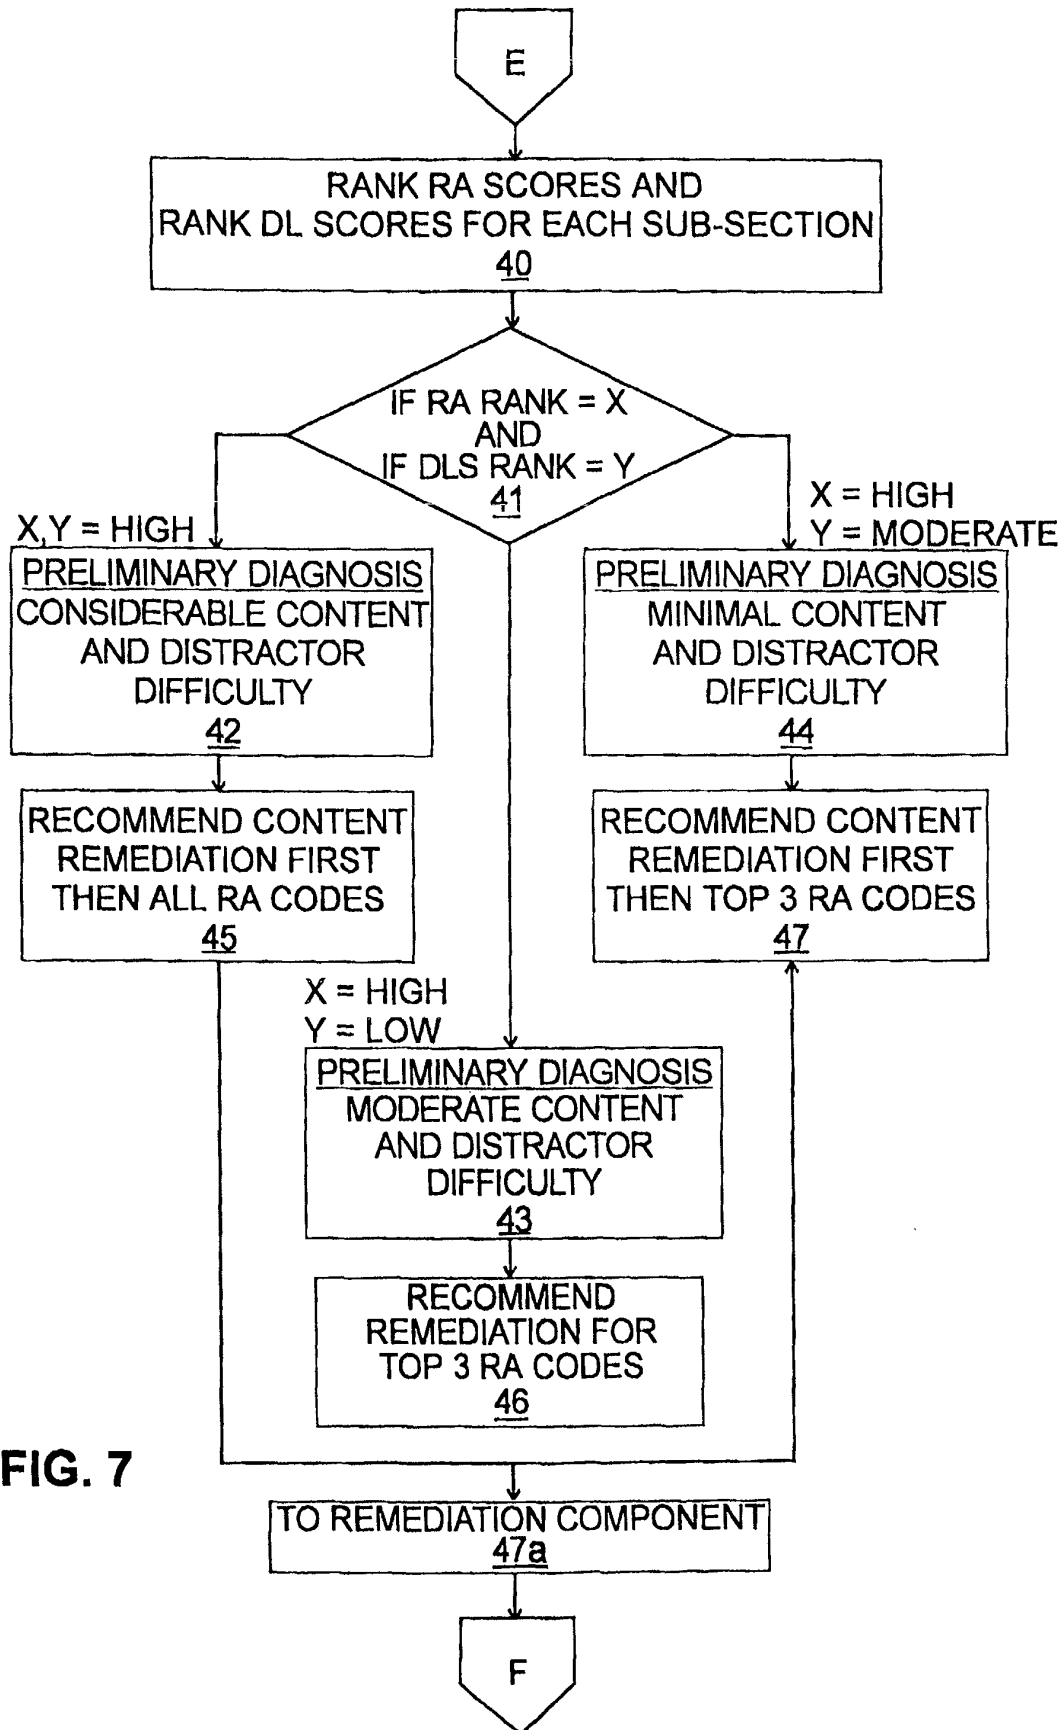 E
RANK RA SCORES AND
RANK DL SCORES FOR EACH SUB-SECTION
40
IF RA RANK = X
AND
IF DLS RANK = Y
41
X,Y = HIGH
X = HIGH
Y = MODERATE
PRELIMINARY DIAGNOSIS
CONSIDERABLE CONTENT
AND DISTRACTOR
DIFFICULTY
42
PRELIMINARY DIAGNOSIS
MINIMAL CONTENT
AND DISTRACTOR
DIFFICULTY
44
RECOMMEND CONTENT
REMEDIATION FIRST
THEN ALL RA CODES
45
RECOMMEND CONTENT
REMEDIATION FIRST
THEN TOP 3 RA CODES
47
X = HIGH
Y = LOW
PRELIMINARY DIAGNOSIS
MODERATE CONTENT
AND DISTRACTOR
DIFFICULTY
43
RECOMMEND
REMEDIATION FOR
TOP 3 RA CODES
46
FIG. 7
TO REMEDIATION COMPONENT
47a
F